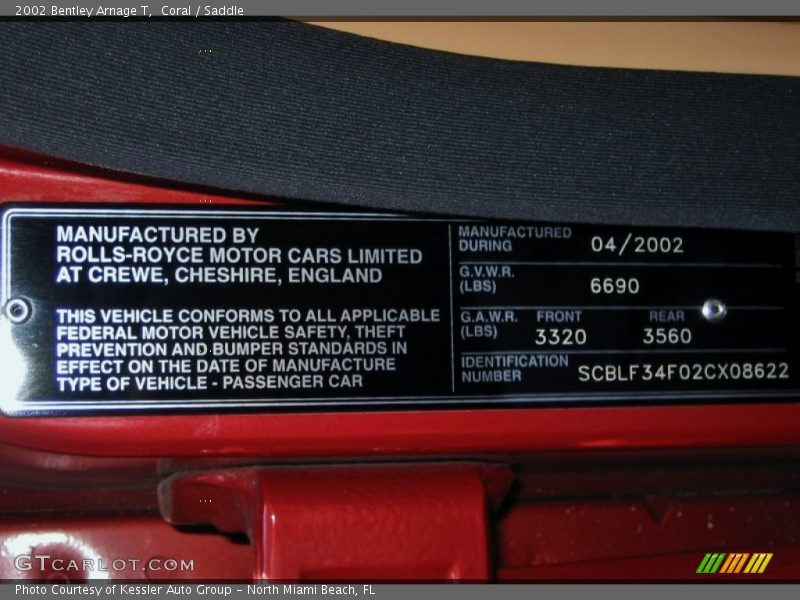 2002 Bentley Arnage T, Coral / Saddle
MANUFACTURED BY
ROLLS-ROYCE MOTOR CARS LIMITED
AT CREWE, CHESHIRE, ENGLAND
THIS VEHICLE CONFORMS TO ALL APPLICABLE
FEDERAL MOTOR VEHICLE SAFETY, THEFT
PREVENTION AND BUMPER STANDARDS IN
EFFECT ON THE DATE OF MANUFACTURE
TYPE OF VEHICLE - PASSENGER CAR
MANUFACTURED
DURING 04/2002
G.V.W.R.
(LBS) 6690
G.A.W.R. FRONT REAR
(LBS) 3320 3560
IDENTIFICATION
NUMBER SCBLF34F02CX08622
GTCARLOT.COM
Photo Courtesy of Kessler Auto Group - North Miami Beach, FL